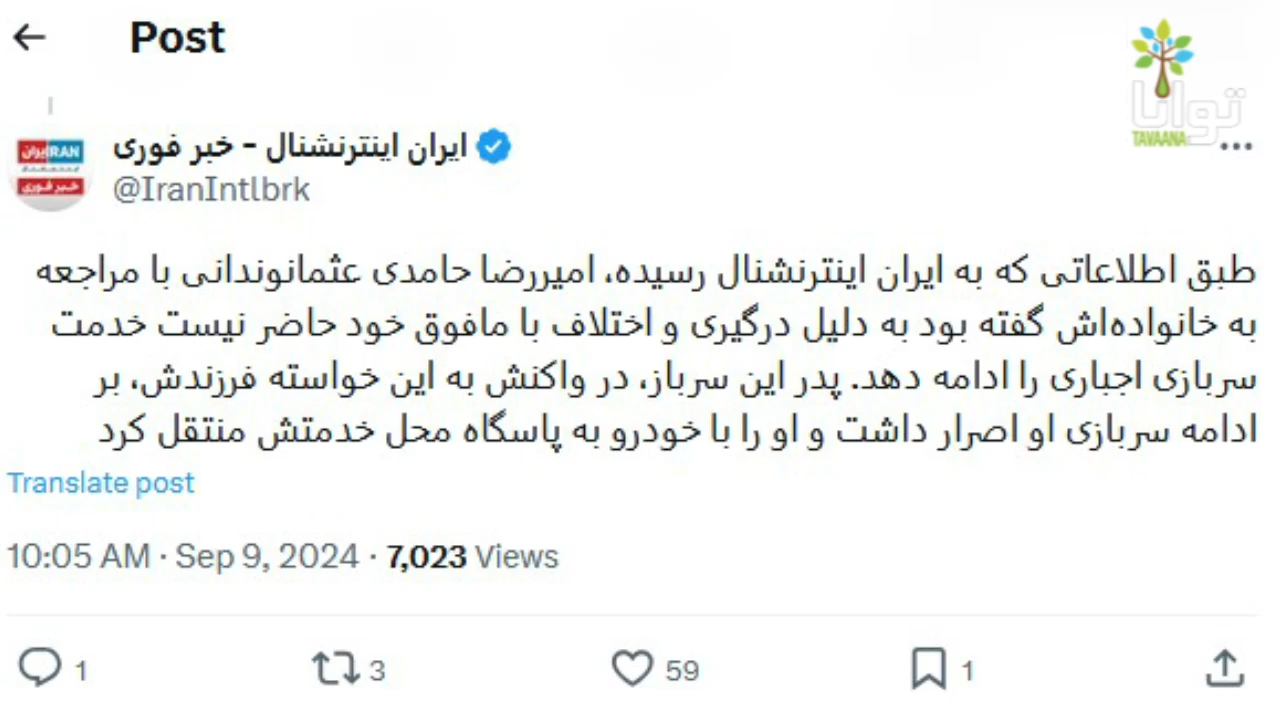 Post
توانا
TAVAANA
ایران اینترنشنال - خبر فوری
@IranIntlbrk
ایران IRAN
خبر فوری
طبق اطلاعاتی که به ایران اینترنشنال رسیده، امیررضا حامدی عثمانوندانی با مراجعه
به خانواده‌اش گفته بود به دلیل درگیری و اختلاف با مافوق خود حاضر نیست خدمت
سربازی اجباری را ادامه دهد. پدر این سرباز، در واکنش به این خواسته فرزندش، بر
ادامه سربازی او اصرار داشت و او را با خودرو به پاسگاه محل خدمتش منتقل کرد
Translate post
10:05 AM · Sep 9, 2024 · 7,023 Views
1 3 59 1